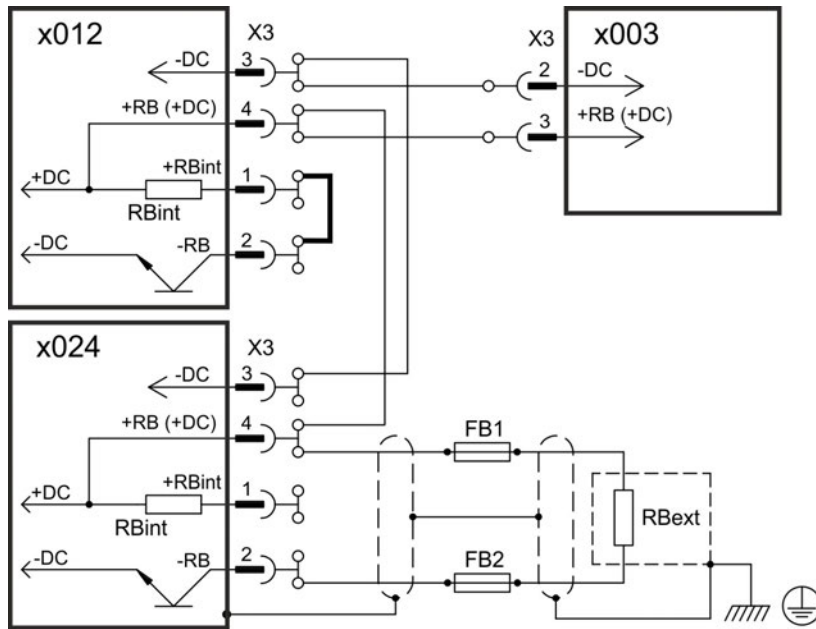 x012
X3
-DC
3
+RB (+DC)
4
+DC
+RBint
1
RBint
-DC
-RB
2
X3
x003
2
-DC
3
+RB (+DC)
x024
X3
-DC
3
+RB (+DC)
4
+DC
+RBint
1
RBint
-DC
-RB
2
FB1
FB2
RBext